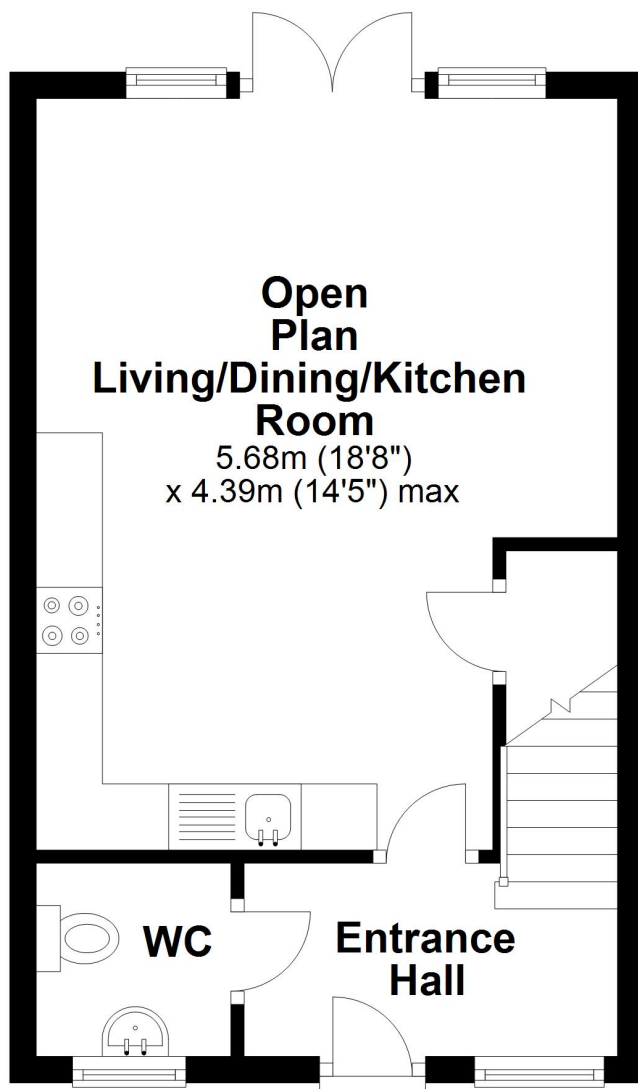 Open
Plan
Living/Dining/Kitchen
Room
5.68m (18'8")
x 4.39m (14'5") max
WC
Entrance
Hall